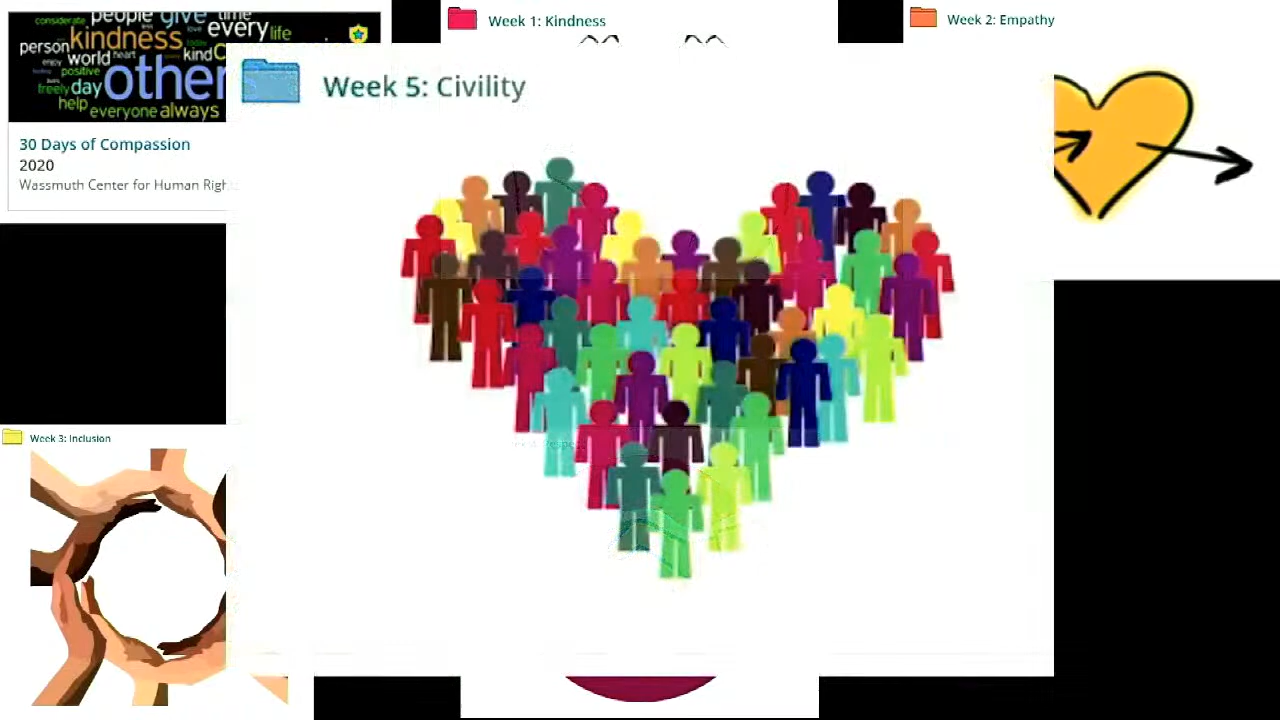 considerate people give time
love every life
person kindness
enjoy world heart kind
positive other
freely day
help everyone always
30 Days of Compassion
2020
Wassmuth Center for Human Righ
Week 1: Kindness
Week 2: Empathy
Week 5: Civility
Week 3: Inclusion